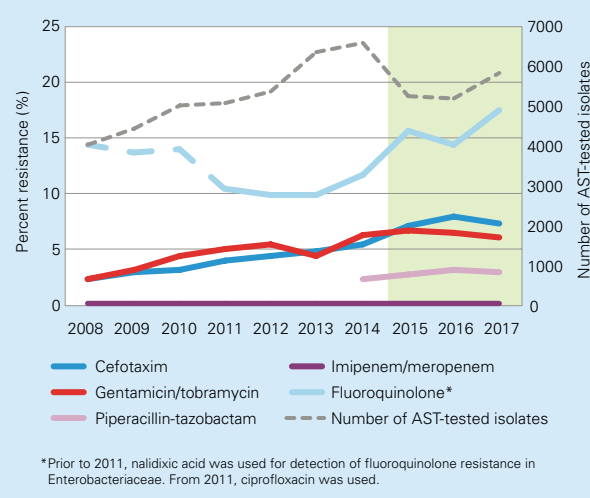 25 7000
6000
20
5000
15 4000
3000
10
2000
5
1000
0 0
Percent resistance (%)
Number of AST-tested isolates
2008 2009 2010 2011 2012 2013 2014 2015 2016 2017
Cefotaxim Imipenem/meropenem
Gentamicin/tobramycin Fluoroquinolone*
Piperacillin-tazobactam Number of AST-tested isolates
*Prior to 2011, nalidixic acid was used for detection of fluoroquinolone resistance in
Enterobacteriaceae. From 2011, ciprofloxacin was used.